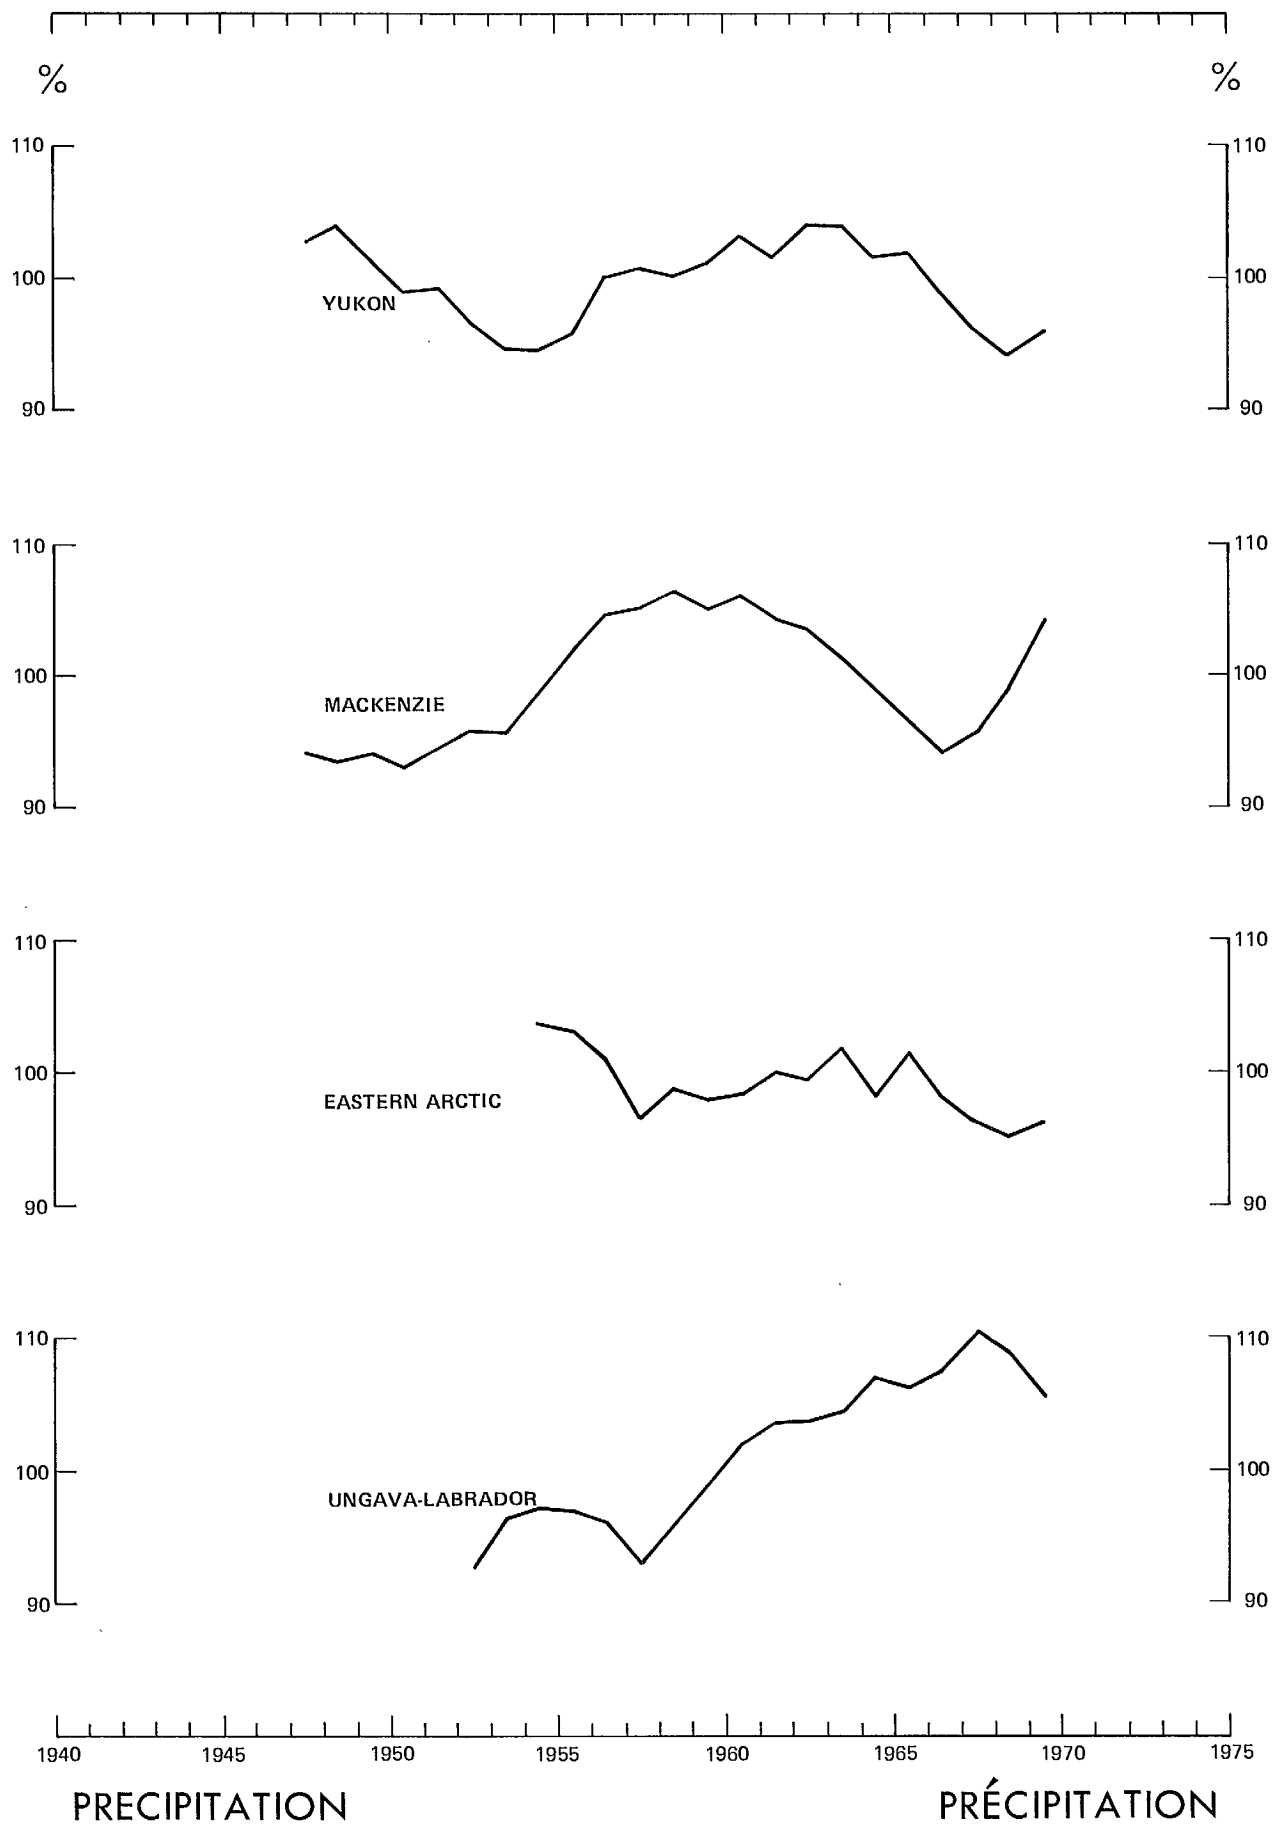 % %
110 110
100 100
YUKON
90 90
110 110
100 100
MACKENZIE
90 90
110 110
100 100
EASTERN ARCTIC
90 90
110 110
100 100
UNGAVA-LABRADOR
90 90
1940 1945 1950 1955 1960 1965 1970 1975
PRECIPITATION PRÉCIPITATION